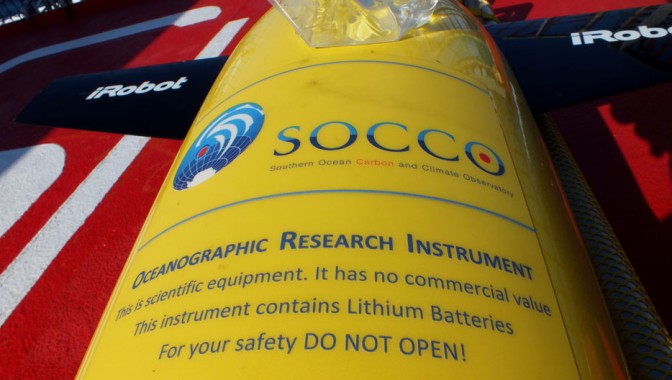 iRobot
iRobot
SOCCO
Southern Ocean Carbon and Climate Observatory
OCEANOGRAPHIC RESEARCH INSTRUMENT
This is scientific equipment. It has no commercial value
This instrument contains Lithium Batteries
For your safety DO NOT OPEN!